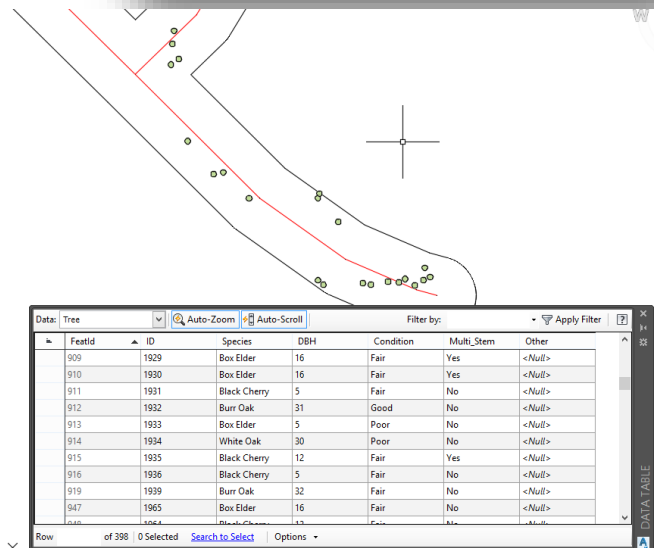 W
Data: Tree Auto-Zoom Auto-Scroll Filter by: Apply Filter ?
FeatId ID Species DBH Condition Multi_Stem Other
909 1929 Box Elder 16 Fair Yes <Null>
910 1930 Box Elder 16 Fair Yes <Null>
911 1931 Black Cherry 5 Fair No <Null>
912 1932 Burr Oak 31 Good No <Null>
913 1933 Box Elder 5 Poor No <Null>
914 1934 White Oak 30 Poor No <Null>
915 1935 Black Cherry 12 Fair Yes <Null>
916 1936 Black Cherry 5 Fair No <Null>
919 1939 Burr Oak 32 Fair No <Null>
947 1965 Box Elder 16 Fair No <Null>
Row of 398 0 Selected Search to Select Options
DATA TABLE